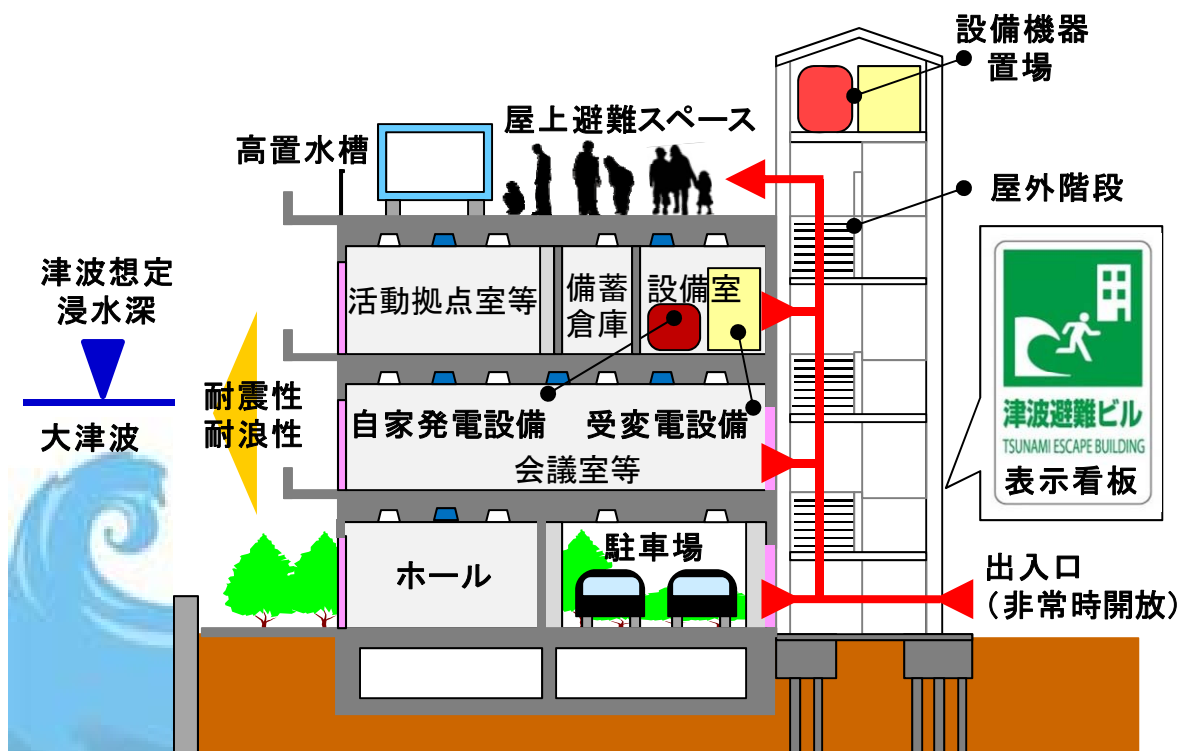 設備機器
置場
屋上避難スペース
高置水槽
屋外階段
津波想定
浸水深
活動拠点室等
備蓄
倉庫
設備室
耐震性
耐浪性
大津波
自家発電設備
受変電設備
会議室等
津波避難ビル
TSUNAMI ESCAPE BUILDING
表示看板
ホール
駐車場
出入口
（非常時開放）